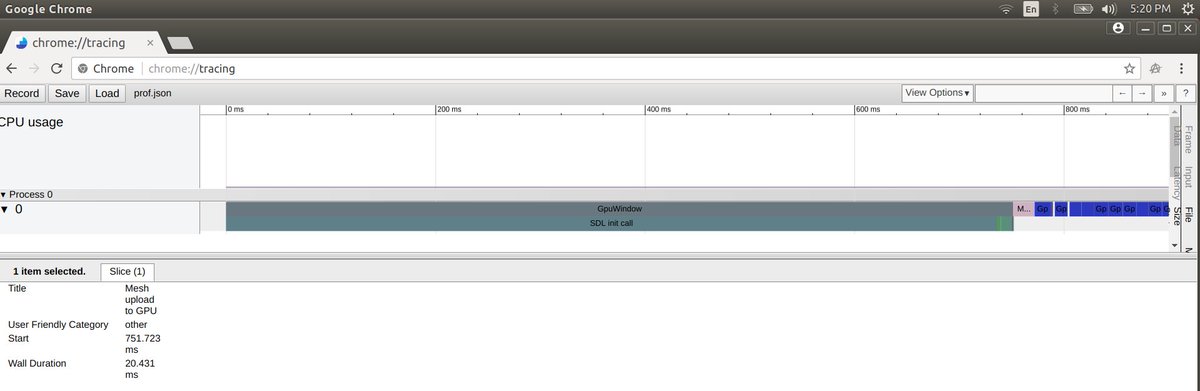 Google Chrome
En
5:20 PM
chrome://tracing
Chrome chrome://tracing
Record Save Load prof.json
View Options ▾
← → » ?
0 ms 200 ms 400 ms 600 ms 800 ms
CPU usage
▾ Process 0
▾ 0
GpuWindow M... Gp Gp Gp Gp Gp Gp G
SDL init call
Data
Latency
Size
Frame
Input
File
N
1 item selected. Slice (1)
Title Mesh
upload
to GPU
User Friendly Category other
Start 751.723
ms
Wall Duration 20.431
ms